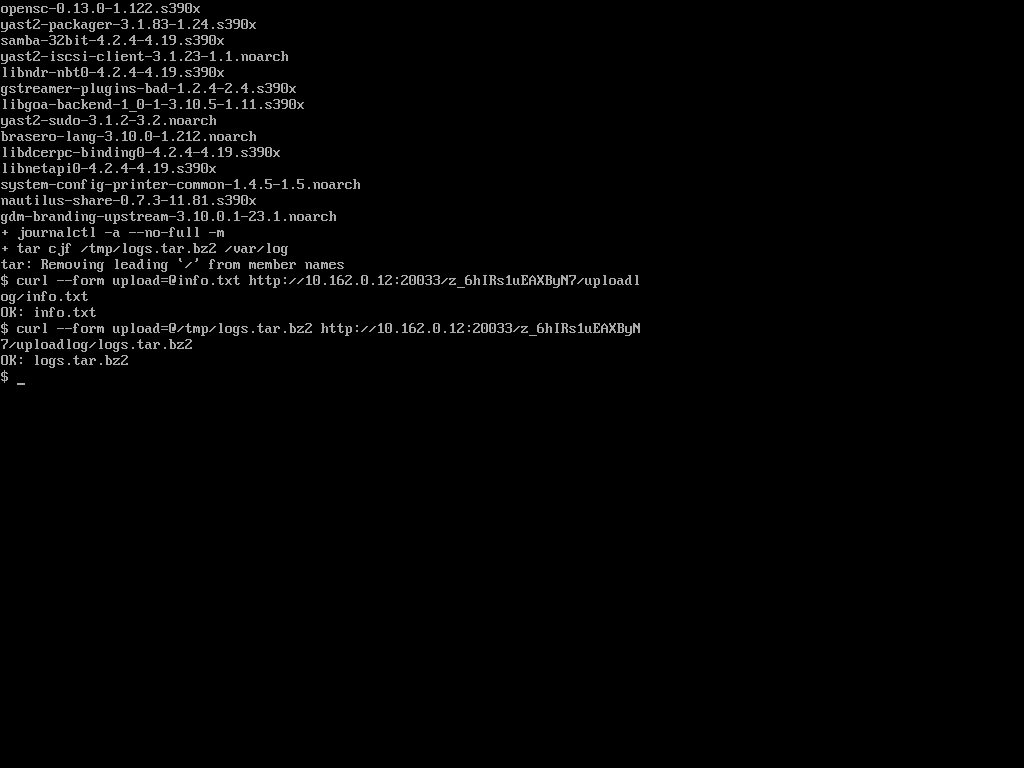 opensc-0.13.0-1.122.s390x
yast2-packager-3.1.83-1.24.s390x
samba-32bit-4.2.4-4.19.s390x
yast2-iscsi-client-3.1.23-1.1.noarch
libndr-nbt0-4.2.4-4.19.s390x
gstreamer-plugins-bad-1.2.4-2.4.s390x
libgoa-backend-1_0-1-3.10.5-1.11.s390x
yast2-sudo-3.1.2-3.2.noarch
brasero-lang-3.10.0-1.212.noarch
libdcerpc-binding0-4.2.4-4.19.s390x
libnetapi0-4.2.4-4.19.s390x
system-config-printer-common-1.4.5-1.5.noarch
nautilus-share-0.7.3-11.81.s390x
gdm-branding-upstream-3.10.0.1-23.1.noarch
+ journalctl -a --no-full -m
+ tar cjf /tmp/logs.tar.bz2 /var/log
tar: Removing leading `/' from member names
$ curl --form upload=@info.txt http://10.162.0.12:20033/z_6hIRs1uEAXByN7/uploadl
og/info.txt
OK: info.txt
$ curl --form upload=@/tmp/logs.tar.bz2 http://10.162.0.12:20033/z_6hIRs1uEAXByN
7/uploadlog/logs.tar.bz2
OK: logs.tar.bz2
$ _